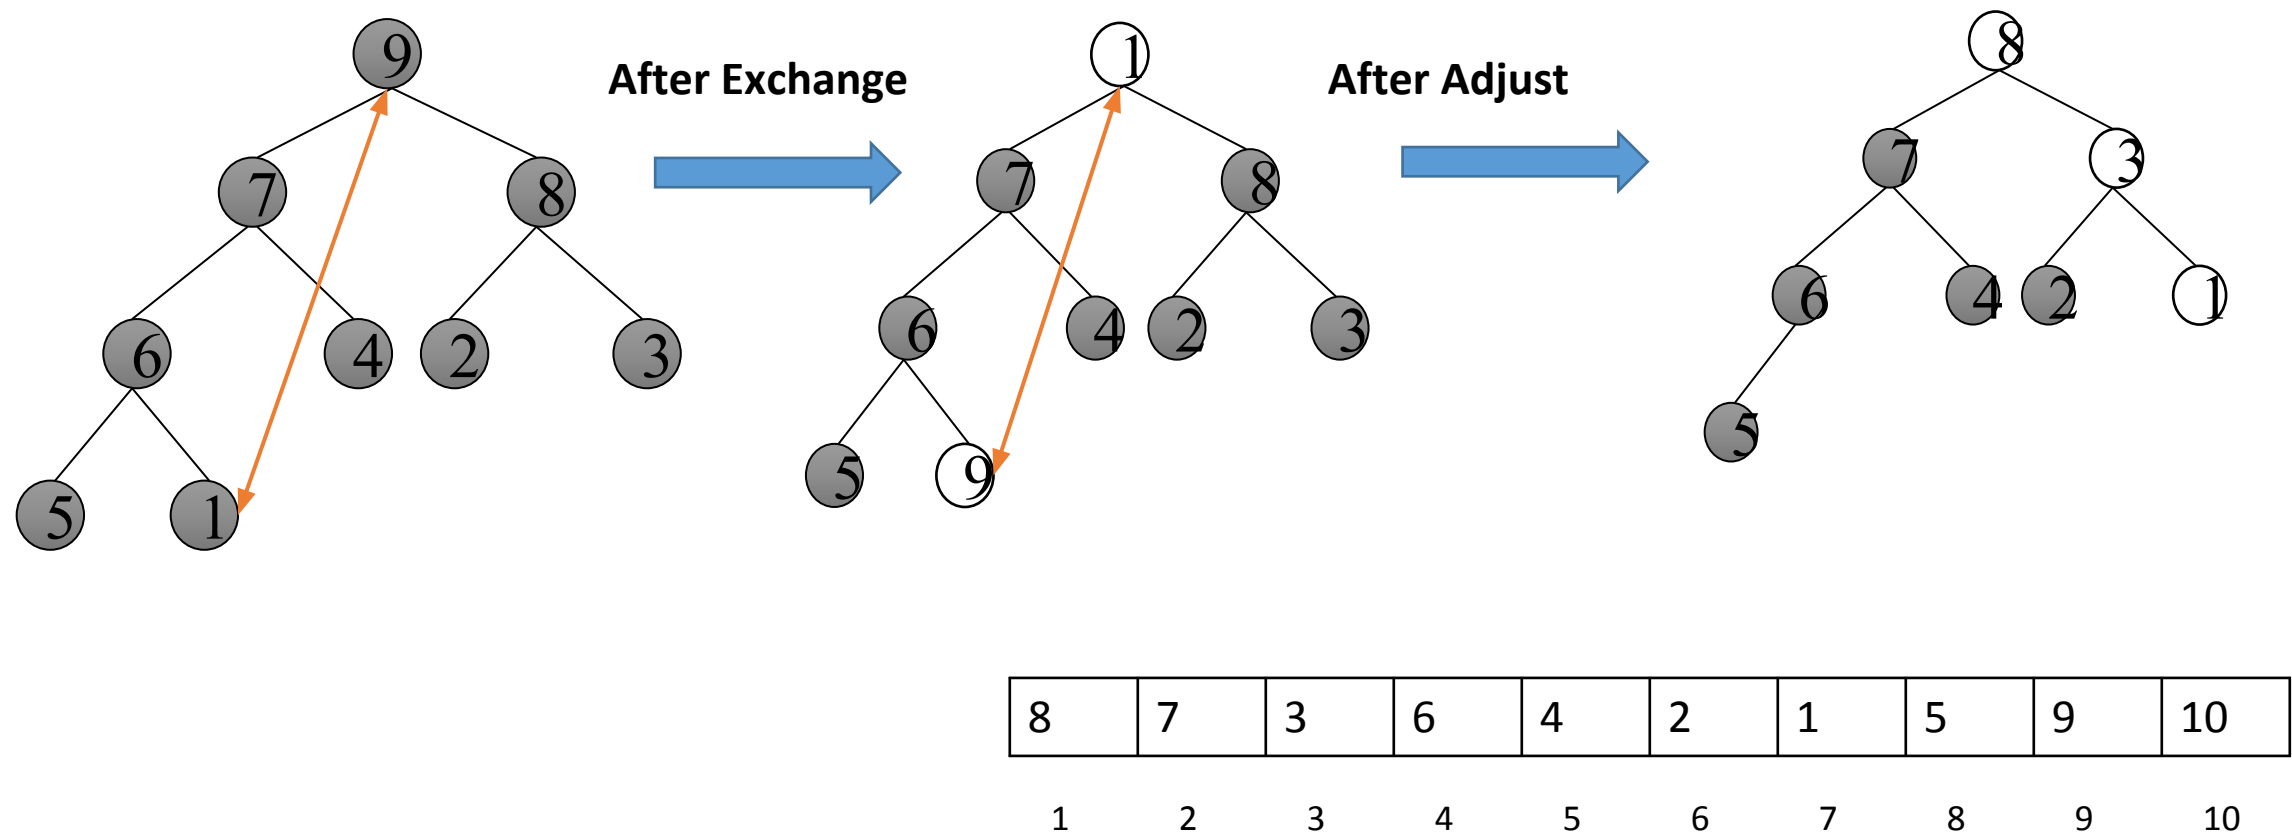 9 After Exchange 1 After Adjust 8
7 8 7 8 7 3
6 4 2 3 6 4 2 3 6 4 2 1
5 1 5 9 5
8 7 3 6 4 2 1 5 9 10
1 2 3 4 5 6 7 8 9 10